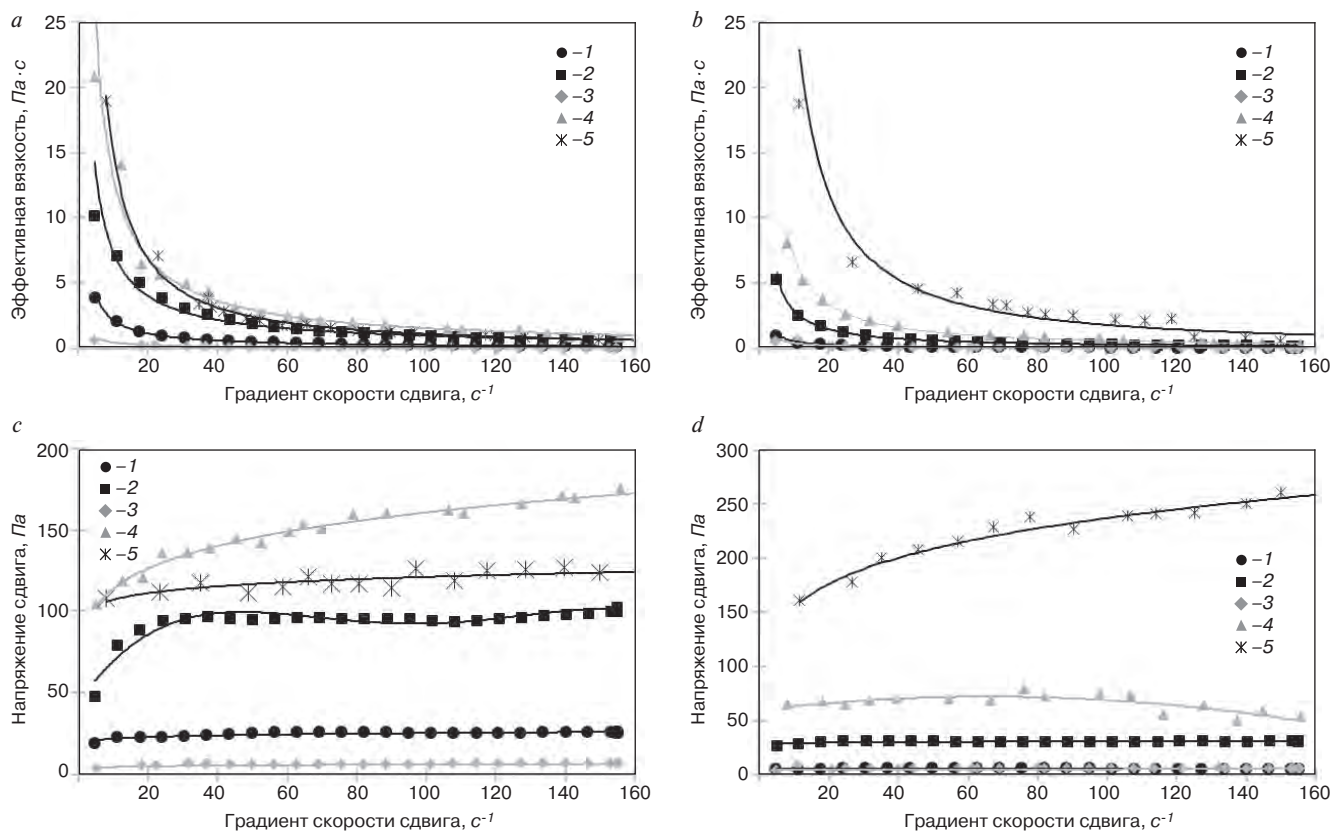 a
25
20
15
10
5
0
Эффективная вязкость, Па·с
20 40 60 80 100 120 140 160
Градиент скорости сдвига, с⁻¹
–1
–2
–3
–4
–5
b
25
20
15
10
5
0
Эффективная вязкость, Па·с
20 40 60 80 100 120 140 160
Градиент скорости сдвига, с⁻¹
–1
–2
–3
–4
–5
c
200
150
100
50
0
Напряжение сдвига, Па
20 40 60 80 100 120 140 160
Градиент скорости сдвига, с⁻¹
–1
–2
–3
–4
–5
d
300
250
200
150
100
50
0
Напряжение сдвига, Па
20 40 60 80 100 120 140 160
Градиент скорости сдвига, с⁻¹
–1
–2
–3
–4
–5